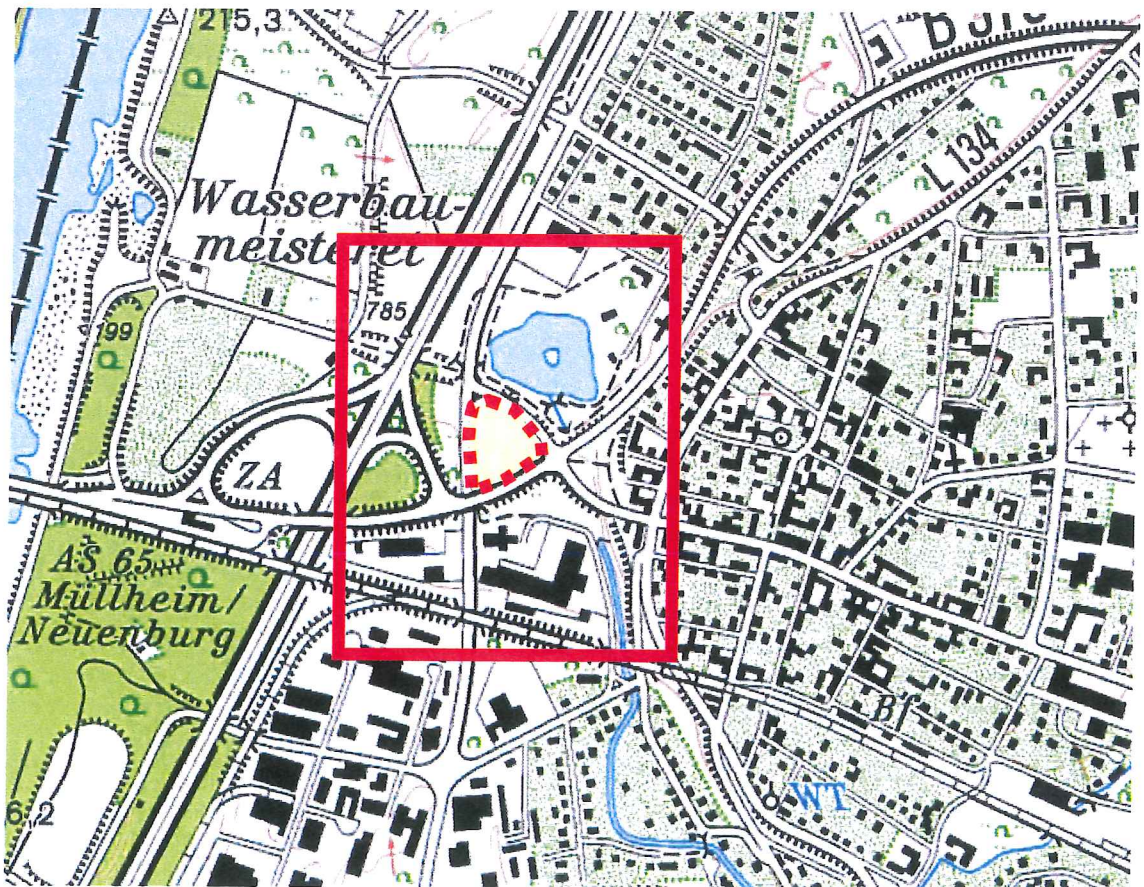 215,3
L 134
Wasserbau-
meisterei
785
199
ZA
AS 65
Müllheim/
Neuenburg
Bf
WT